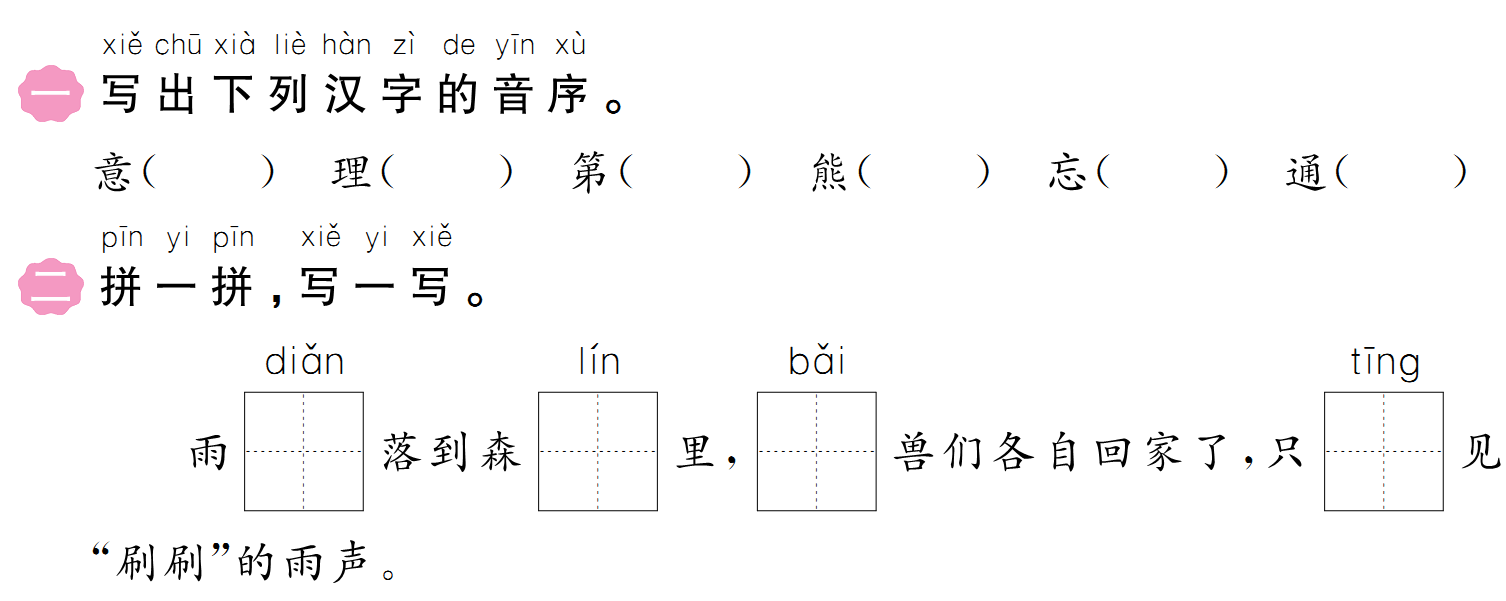 xiě chū xià liè hàn zì de yīn xù
一 写出下列汉字的音序。
意(  ) 理(  ) 第(  ) 熊(  ) 忘(  ) 通(  )
pīn yi pīn xiě yi xiě
二 拼一拼,写一写。
diǎn lín bǎi tīng
雨 落到森 里, 兽们各自回家了,只 见
“刷刷”的雨声。